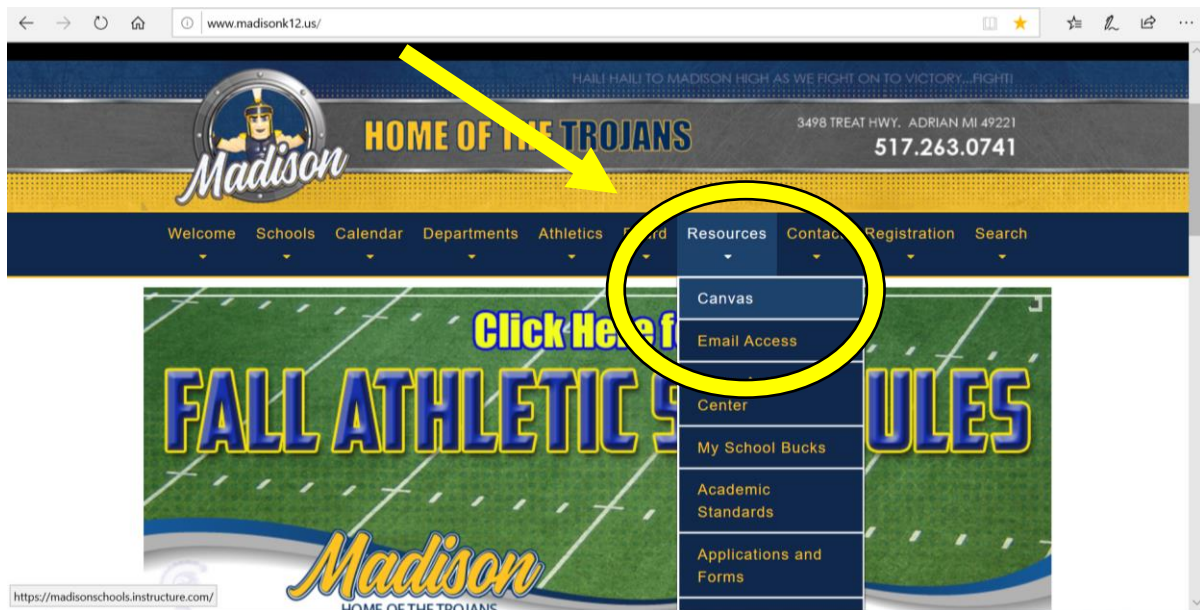 www.madisonk12.us/
HAIL! HAIL! TO MADISON HIGH AS WE FIGHT ON TO VICTORY...FIGHT!
Madison
HOME OF THE TROJANS
3498 TREAT HWY. ADRIAN MI 49221
517.263.0741
Welcome Schools Calendar Departments Athletics Board Resources Contact Registration Search
Canvas
Email Access
Center
My School Bucks
Academic
Standards
Applications and
Forms
Click Here
FALL ATHLETIC
Madison
HOME OF THE TROJANS
https://madisonschools.instructure.com/